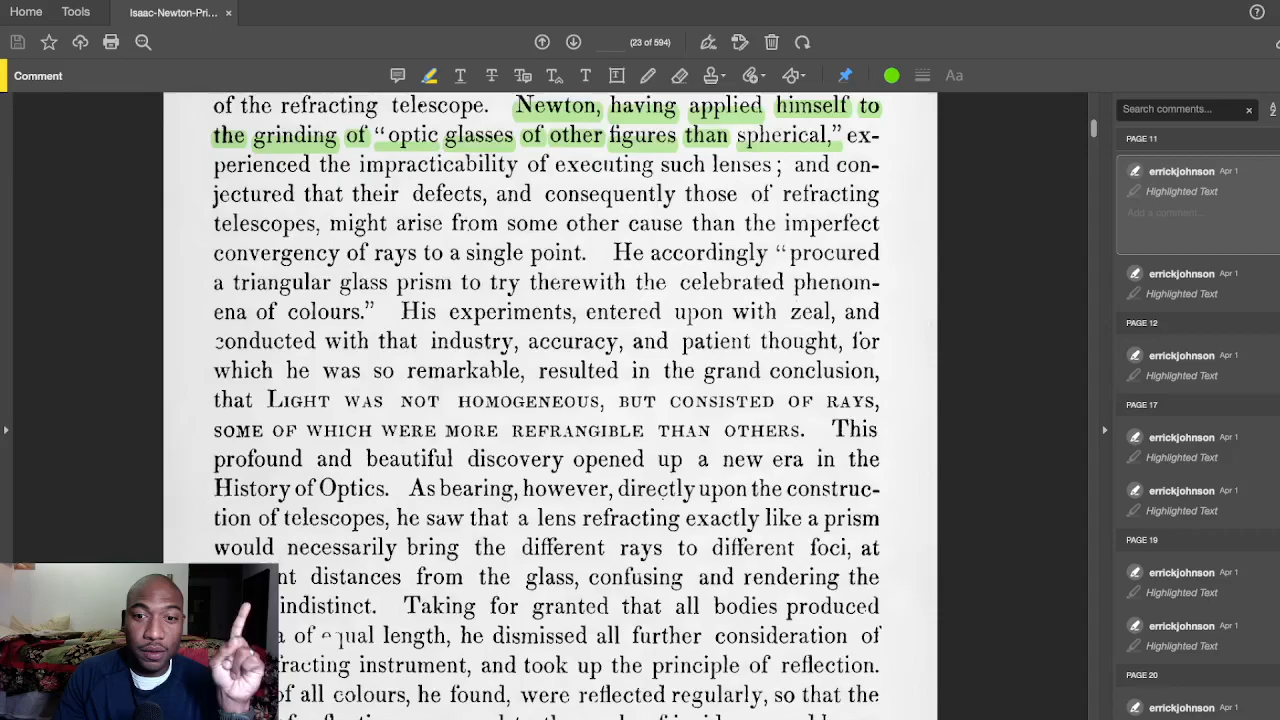 Home
Tools
Isaac-Newton-Pri... ×
(23 of 594)
Comment
Aa
of the refracting telescope. Newton, having applied himself to
the grinding of “optic glasses of other figures than spherical,” ex-
perienced the impracticability of executing such lenses ; and con-
jectured that their defects, and consequently those of refracting
telescopes, might arise from some other cause than the imperfect
convergency of rays to a single point. He accordingly “procured
a triangular glass prism to try therewith the celebrated phenom-
ena of colours.” His experiments, entered upon with zeal, and
conducted with that industry, accuracy, and patient thought, for
which he was so remarkable, resulted in the grand conclusion,
that LIGHT WAS NOT HOMOGENEOUS, BUT CONSISTED OF RAYS,
SOME OF WHICH WERE MORE REFRANGIBLE THAN OTHERS. This
profound and beautiful discovery opened up a new era in the
History of Optics. As bearing, however, directly upon the construc-
tion of telescopes, he saw that a lens refracting exactly like a prism
would necessarily bring the different rays to different foci, at
distances from the glass, confusing and rendering the
indistinct. Taking for granted that all bodies produced
of equal length, he dismissed all further consideration of
instrument, and took up the principle of reflection.
of all colours, he found, were reflected regularly, so that the
Search comments... ×
PAGE 11
errickjohnson Apr 1
Highlighted Text
Add a comment...
errickjohnson Apr 1
Highlighted Text
PAGE 12
errickjohnson Apr 1
Highlighted Text
PAGE 17
errickjohnson Apr 1
Highlighted Text
errickjohnson Apr 1
Highlighted Text
PAGE 19
errickjohnson Apr 1
Highlighted Text
errickjohnson Apr 1
Highlighted Text
PAGE 20
errickjohnson Apr 1